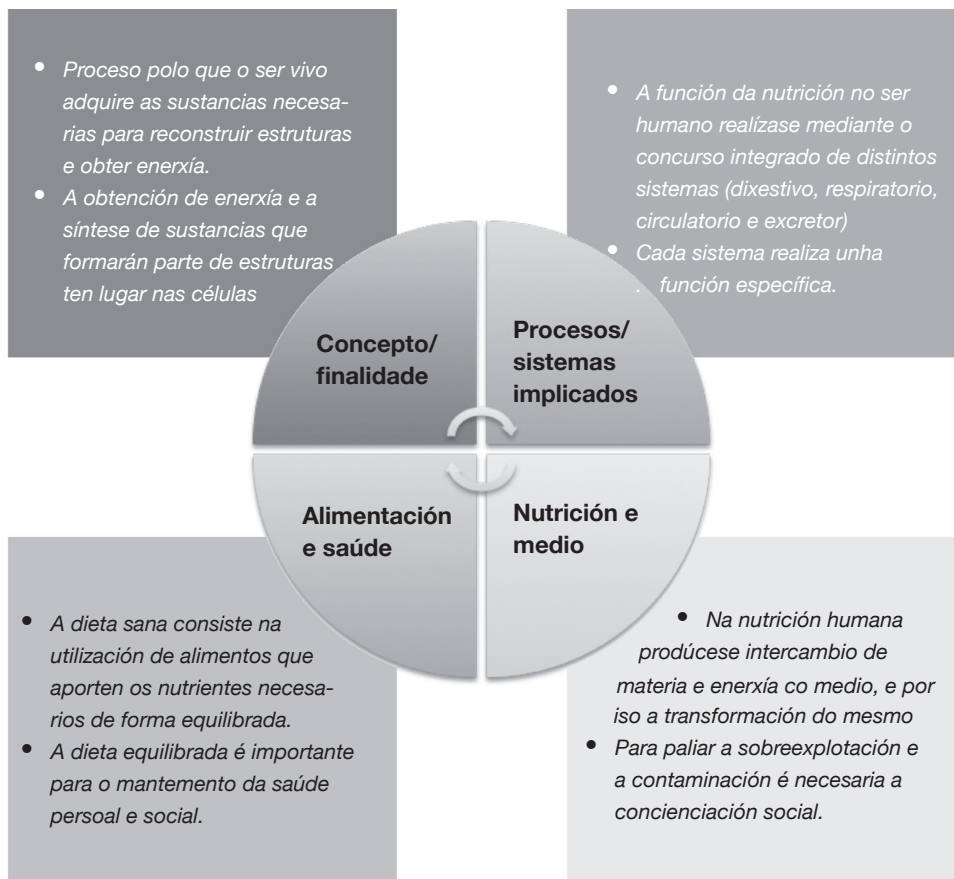 • Proceso polo que o ser vivo
adquire as sustancias necesa-
rias para reconstruir estruturas
e obter enerxía.
• A obtención de enerxía e a
síntese de sustancias que
formarán parte de estruturas
ten lugar nas células
• A función da nutrición no ser
humano realízase mediante o
concurso integrado de distintos
sistemas (dixestivo, respiratorio,
circulatorio e excretor)
• Cada sistema realiza unha
. función específica.
Concepto/
finalidade
Procesos/
sistemas
implicados
Alimentación
e saúde
Nutrición e
medio
• A dieta sana consiste na
utilización de alimentos que
aporten os nutrientes necesa-
rios de forma equilibrada.
• A dieta equilibrada é importante
para o mantemento da saúde
persoal e social.
• Na nutrición humana
prodúcese intercambio de
materia e enerxía co medio, e por
iso a transformación do mesmo
• Para paliar a sobreexplotación e
a contaminación é necesaria a
concienciación social.